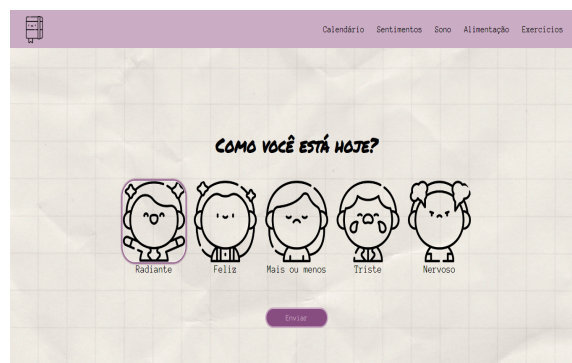 Calendário Sentimentos Sono Alimentação Exercícios
Como você está hoje?
Radiante Feliz Mais ou menos Triste Nervoso
Enviar